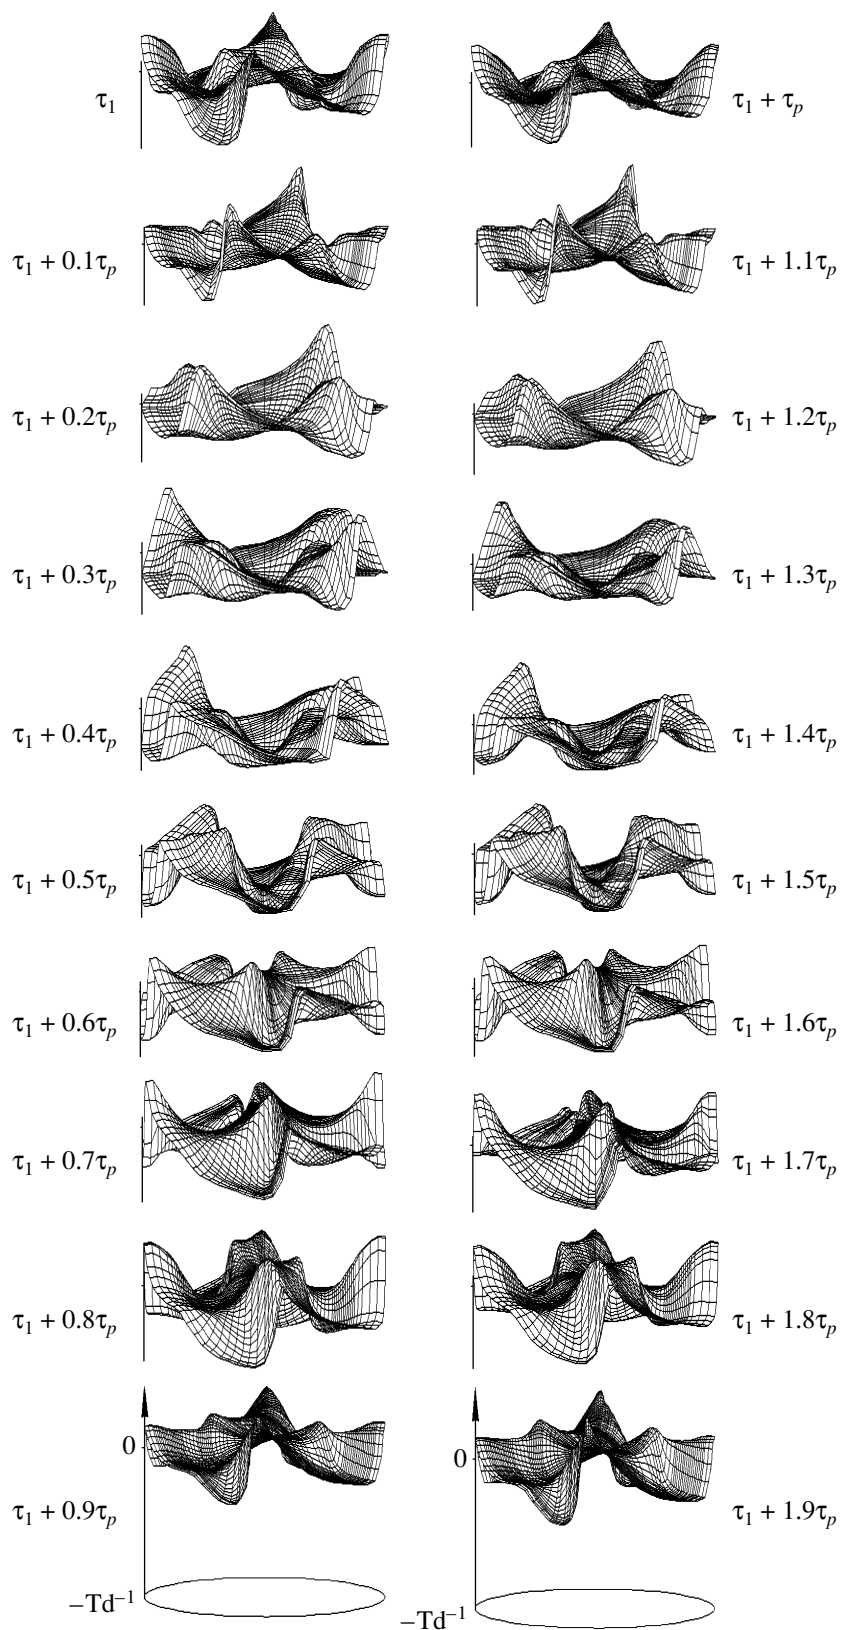 τ₁ τ₁ + τₚ
τ₁ + 0.1τₚ τ₁ + 1.1τₚ
τ₁ + 0.2τₚ τ₁ + 1.2τₚ
τ₁ + 0.3τₚ τ₁ + 1.3τₚ
τ₁ + 0.4τₚ τ₁ + 1.4τₚ
τ₁ + 0.5τₚ τ₁ + 1.5τₚ
τ₁ + 0.6τₚ τ₁ + 1.6τₚ
τ₁ + 0.7τₚ τ₁ + 1.7τₚ
τ₁ + 0.8τₚ τ₁ + 1.8τₚ
0 0
τ₁ + 0.9τₚ τ₁ + 1.9τₚ
−Td⁻¹ −Td⁻¹